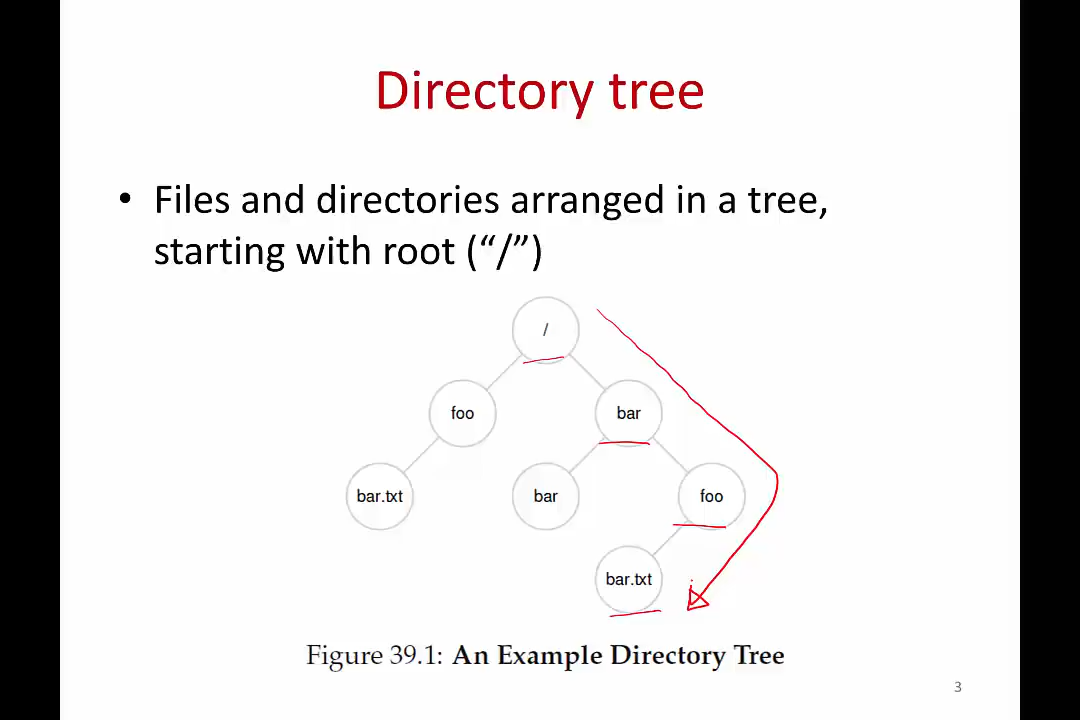 Directory tree
• Files and directories arranged in a tree,
starting with root (“/”)
/
foo
bar
bar.txt
bar
foo
bar.txt
Figure 39.1: An Example Directory Tree
3